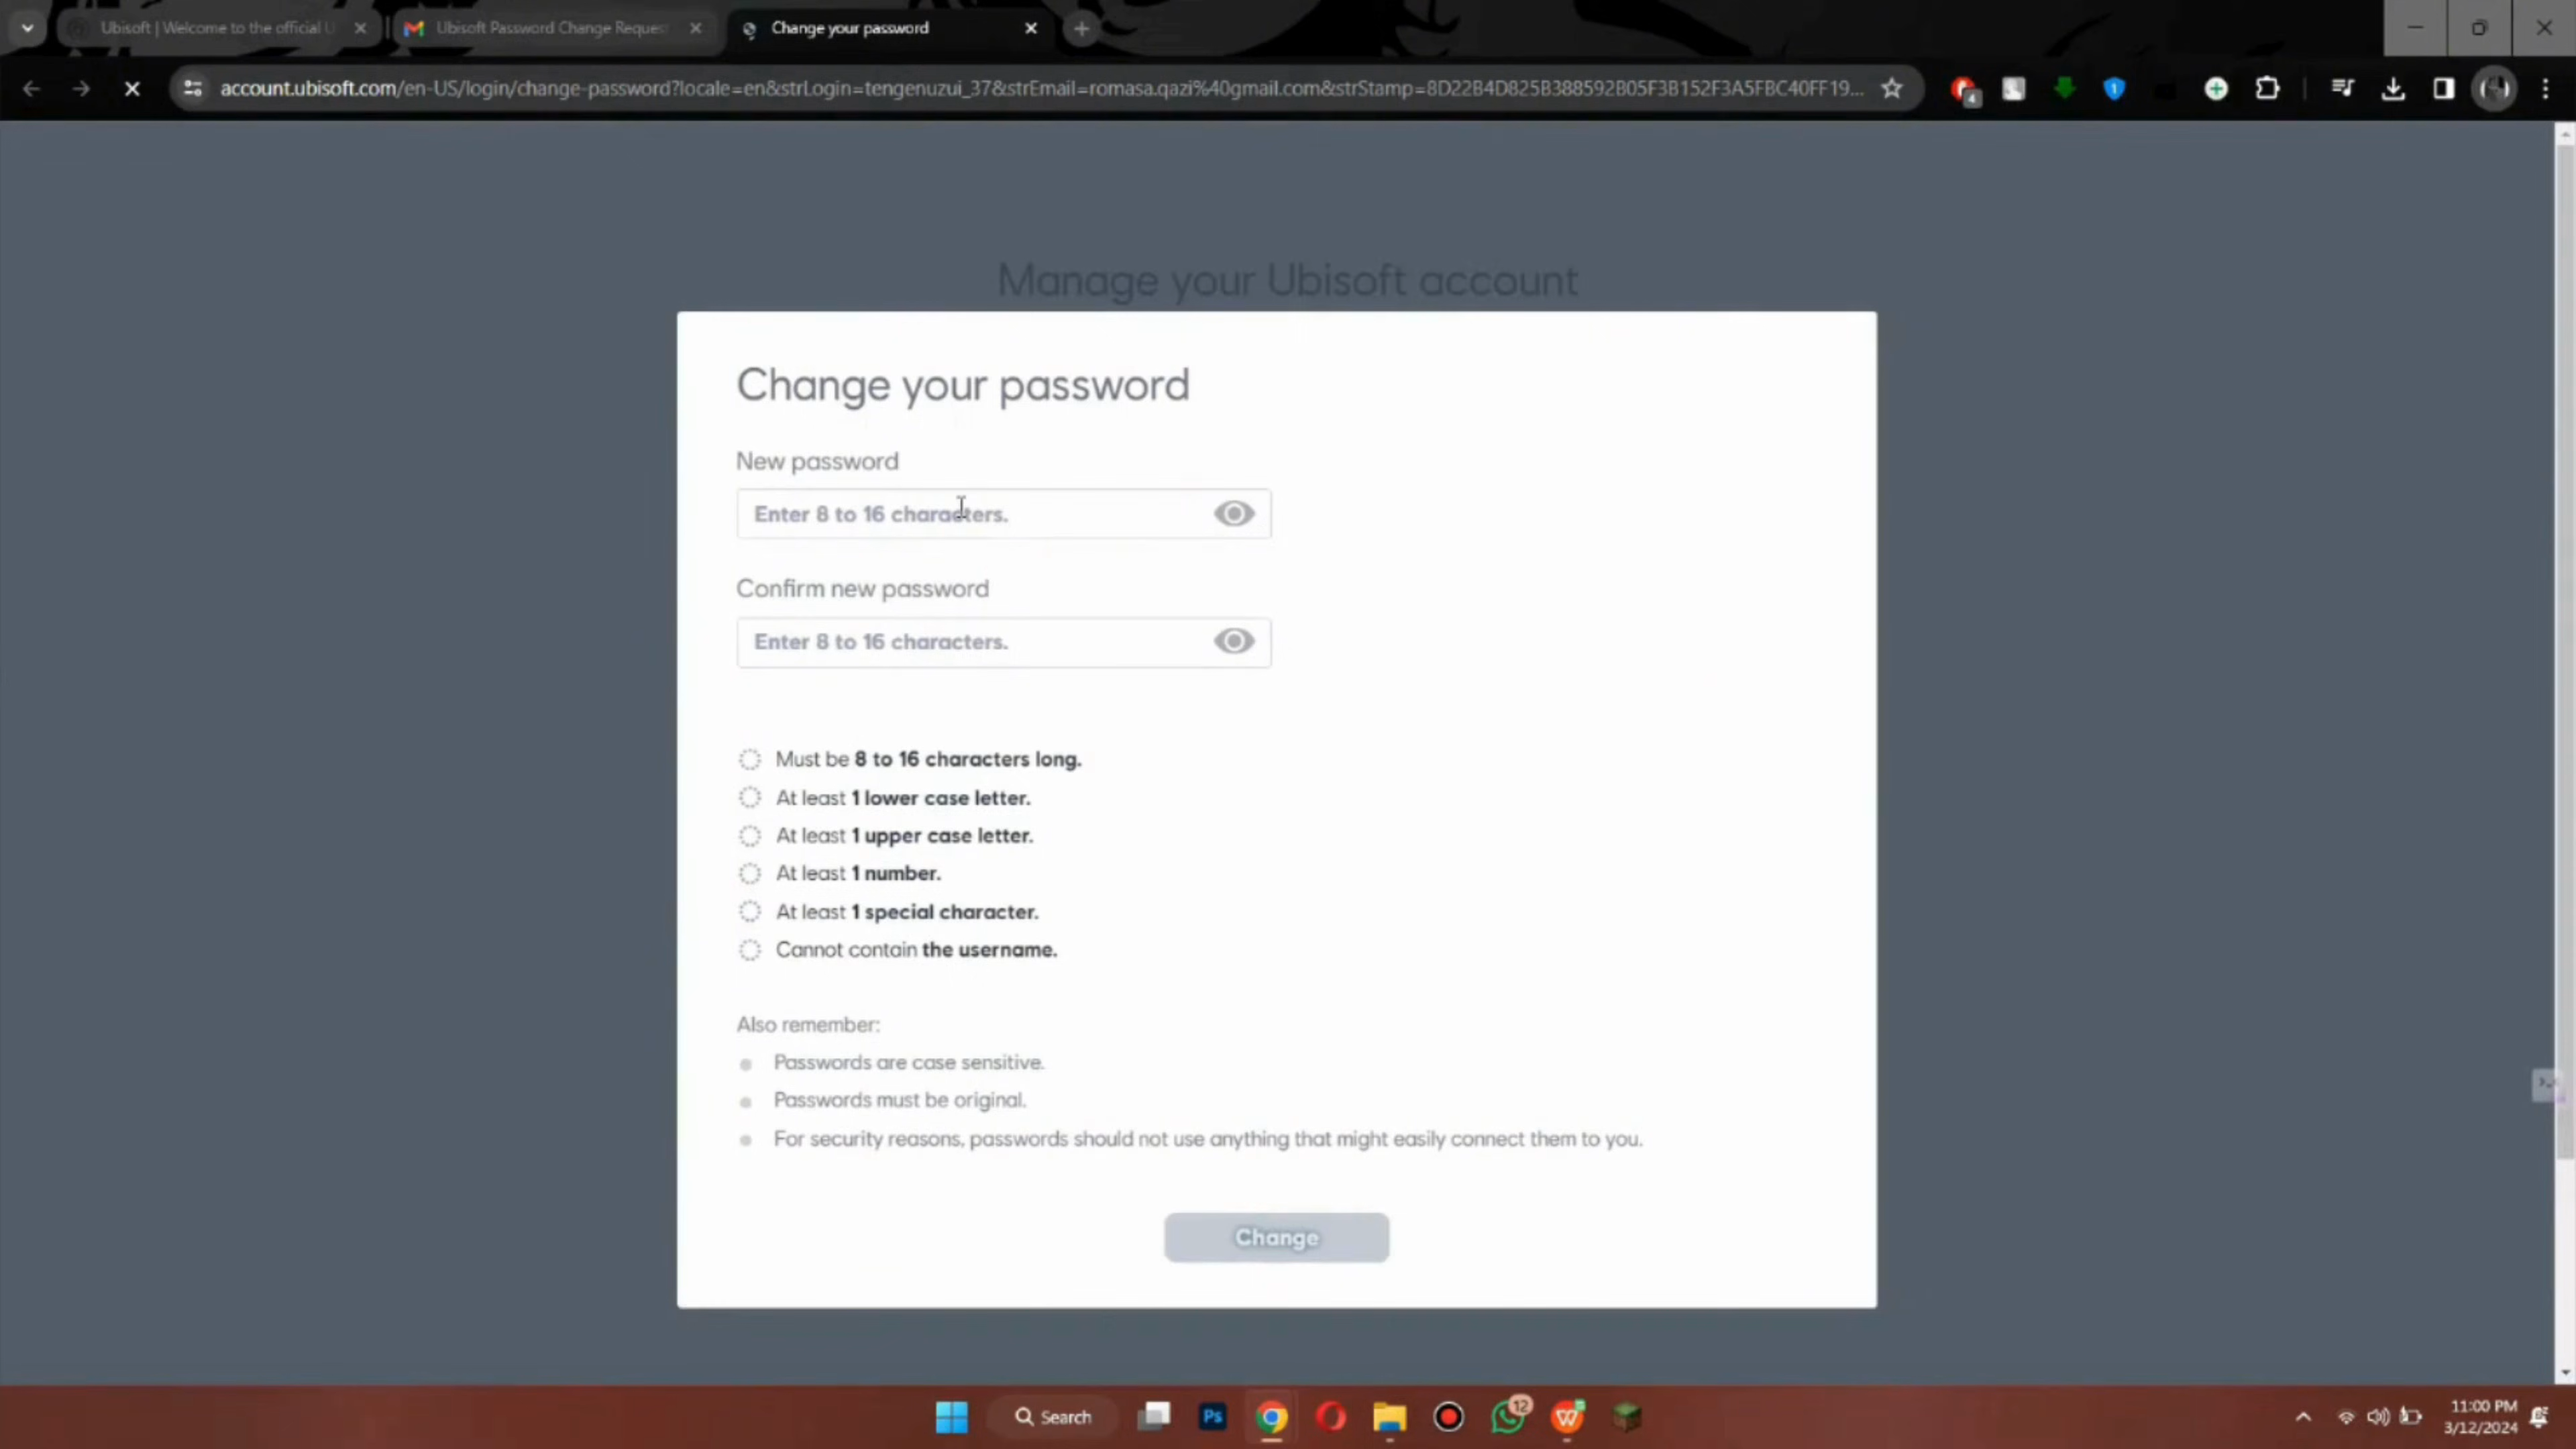 Ubisoft | Welcome to the official U
Ubisoft Password Change Reques
Change your password
account.ubisoft.com/en-US/login/change-password?locale=en&strLogin=tengenuzui_37&strEmail=romasa.qazi%40gmail.com&strStamp=8D22B4D825B388592B05F3B152F3A5FBC40FF19...
4
1
Manage your Ubisoft account
Change your password
New password
Enter 8 to 16 characters.
Confirm new password
Enter 8 to 16 characters.
Must be 8 to 16 characters long.
At least 1 lower case letter.
At least 1 upper case letter.
At least 1 number.
At least 1 special character.
Cannot contain the username.
Also remember:
Passwords are case sensitive.
Passwords must be original.
For security reasons, passwords should not use anything that might easily connect them to you.
Change
Search
Ps
12
W
11:00 PM
3/12/2024